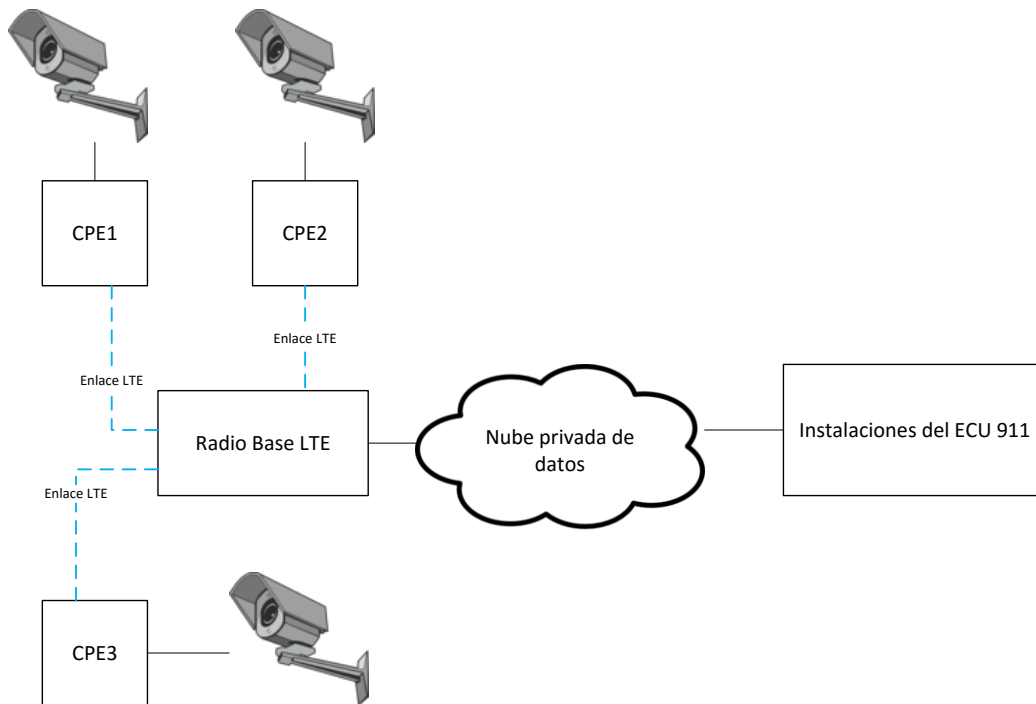 CPE1
CPE2
Enlace LTE
Enlace LTE
Radio Base LTE
Nube privada de
datos
Instalaciones del ECU 911
Enlace LTE
CPE3